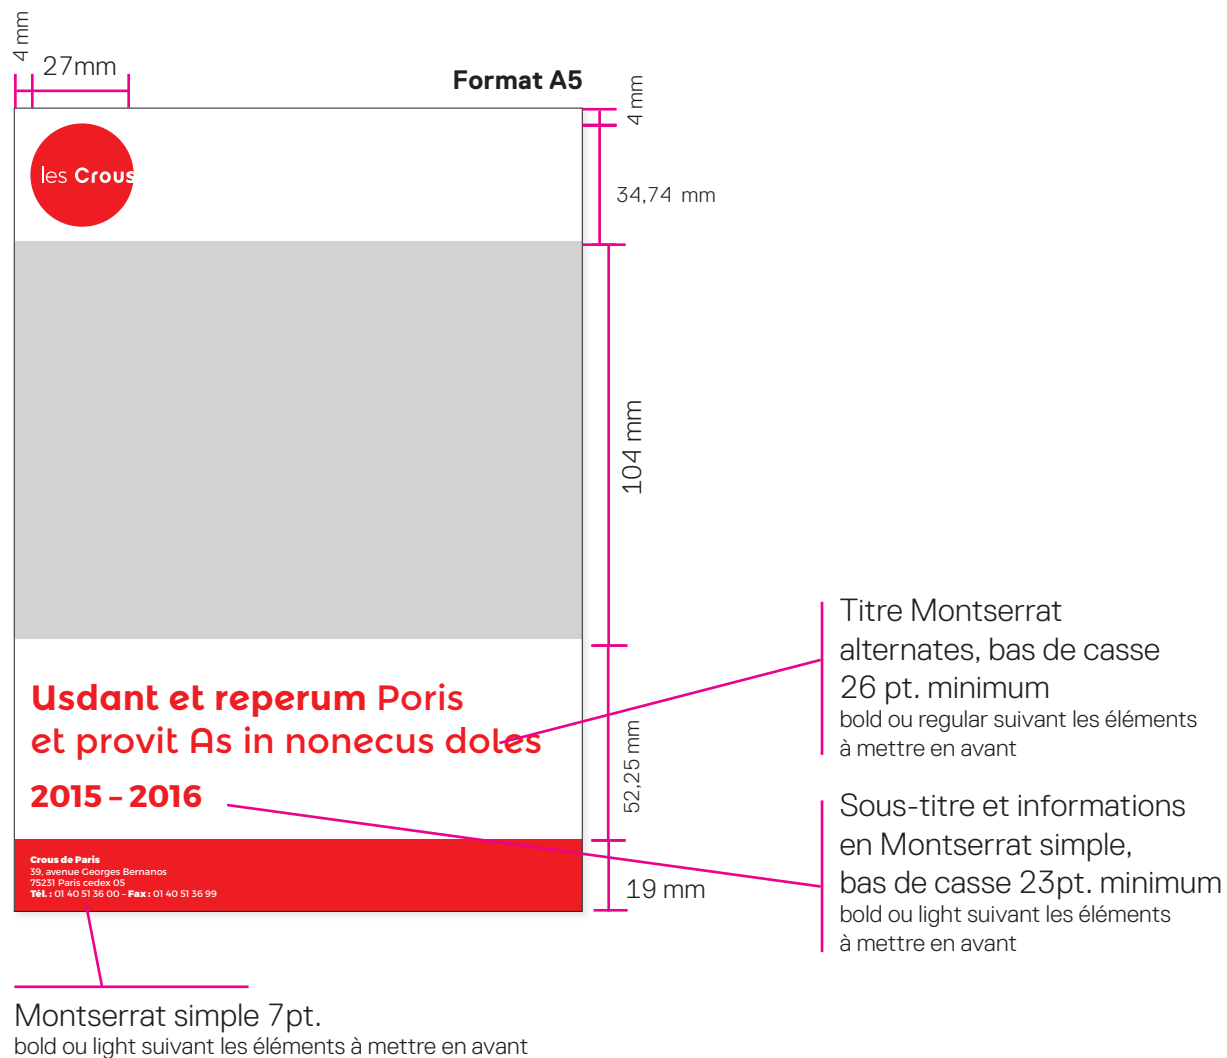 4 mm
27mm
Format A5
4 mm
les Crous
34,74 mm
104 mm
Titre Montserrat
alternates, bas de casse
26 pt. minimum
bold ou regular suivant les éléments
à mettre en avant
Usdant et reperum Poris
et provit As in nonecus doles
2015 – 2016
52,25 mm
Sous-titre et informations
en Montserrat simple,
bas de casse 23pt. minimum
bold ou light suivant les éléments
à mettre en avant
Crous de Paris
39, avenue Georges Bernanos
75231 Paris cedex 05
Tél. : 01 40 51 36 00 – Fax : 01 40 51 36 99
19 mm
Montserrat simple 7pt.
bold ou light suivant les éléments à mettre en avant